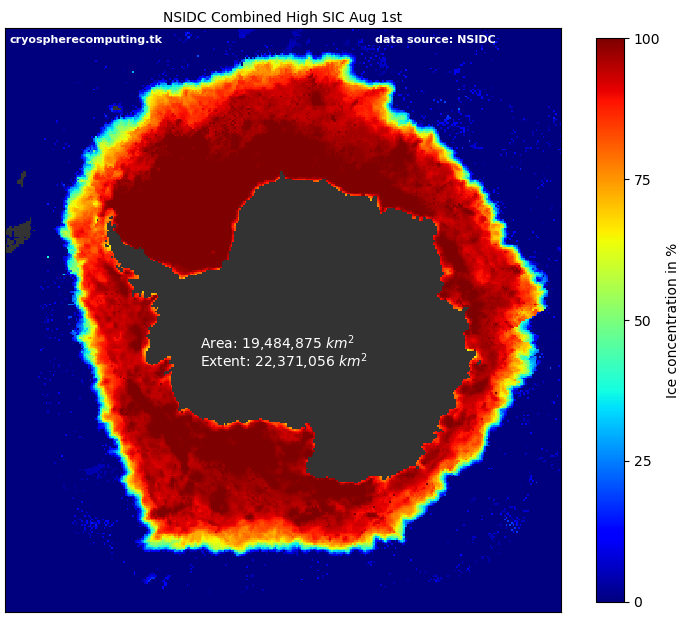 NSIDC Combined High SIC Aug 1st
cryospherecomputing.tk
data source: NSIDC
Area: 19,484,875 km²
Extent: 22,371,056 km²
100
75
50
25
0
Ice concentration in %